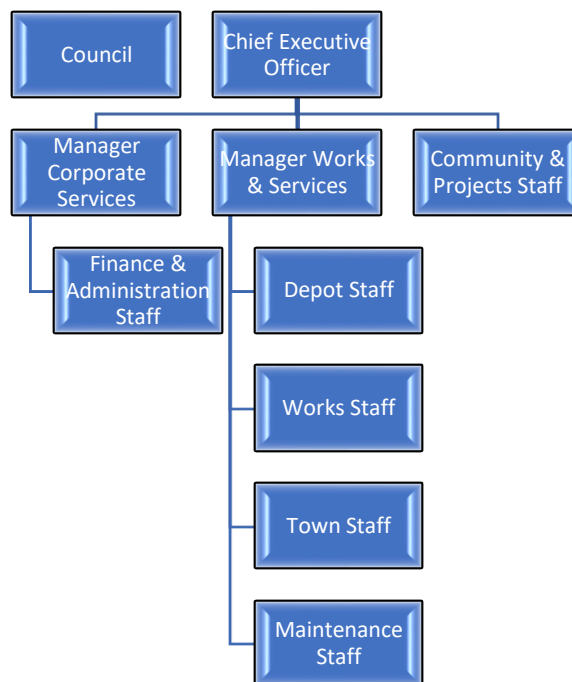 Council
Chief Executive
Officer
Manager
Corporate
Services
Manager Works
& Services
Community &
Projects Staff
Finance &
Administration
Staff
Depot Staff
Works Staff
Town Staff
Maintenance
Staff